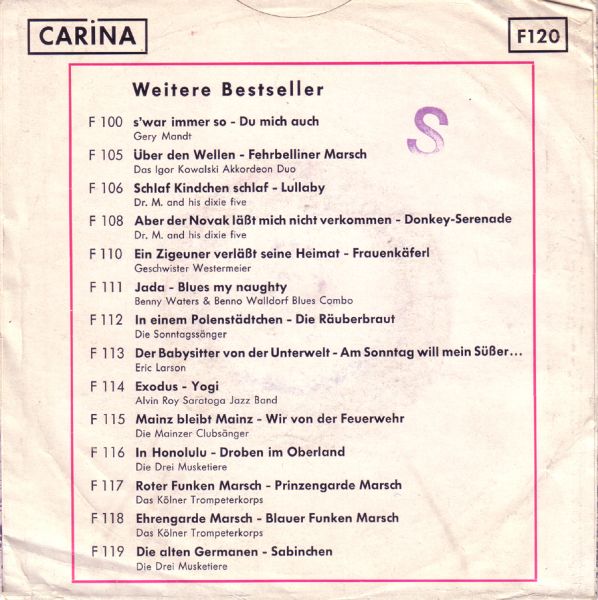 CARINA
F120
Weitere Bestseller
S
F 100 s'war immer so - Du mich auch
Gery Mandt
F 105 Über den Wellen - Fehrbelliner Marsch
Das Igor Kowalski Akkordeon Duo
F 106 Schlaf Kindchen schlaf - Lullaby
Dr. M. and his dixie five
F 108 Aber der Novak läßt mich nicht verkommen - Donkey-Serenade
Dr. M. and his dixie five
F 110 Ein Zigeuner verläßt seine Heimat - Frauenkäferl
Geschwister Westermeier
F 111 Jada - Blues my naughty
Benny Waters & Benno Walldorf Blues Combo
F 112 In einem Polenstädtchen - Die Räuberbraut
Die Sonntagssänger
F 113 Der Babysitter von der Unterwelt - Am Sonntag will mein Süßer...
Eric Larson
F 114 Exodus - Yogi
Alvin Roy Saratoga Jazz Band
F 115 Mainz bleibt Mainz - Wir von der Feuerwehr
Die Mainzer Clubsänger
F 116 In Honolulu - Droben im Oberland
Die Drei Musketiere
F 117 Roter Funken Marsch - Prinzengarde Marsch
Das Kölner Trompeterkorps
F 118 Ehrengarde Marsch - Blauer Funken Marsch
Das Kölner Trompeterkorps
F 119 Die alten Germanen - Sabinchen
Die Drei Musketiere